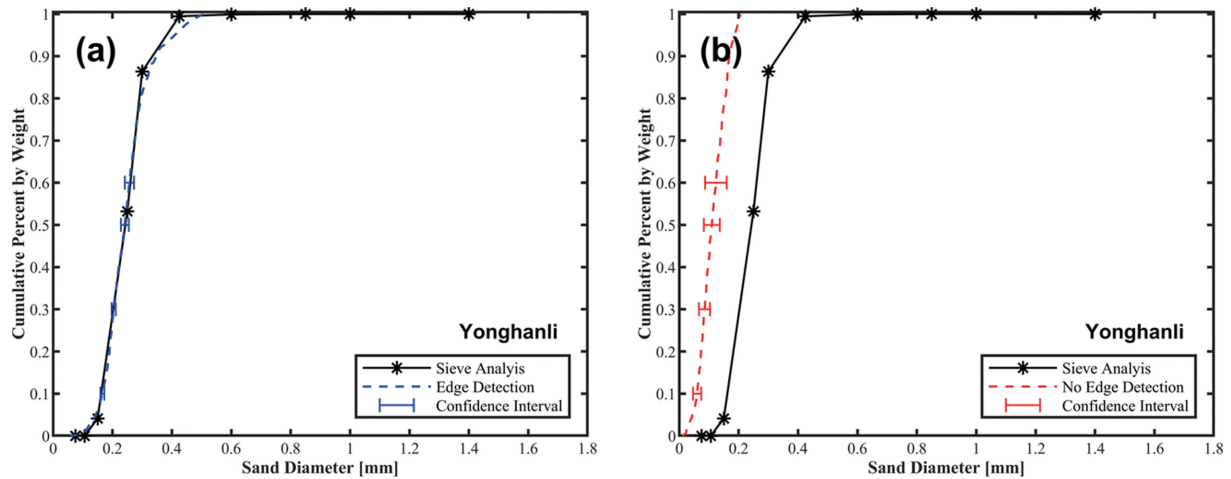 (a)
1
0.9
0.8
0.7
0.6
0.5
0.4
0.3
0.2
0.1
0
Cumulative Percent by Weight
Yonghanli
Sieve Analyis
Edge Detection
Confidence Interval
0 0.2 0.4 0.6 0.8 1 1.2 1.4 1.6 1.8
Sand Diameter [mm]
(b)
1
0.9
0.8
0.7
0.6
0.5
0.4
0.3
0.2
0.1
0
Cumulative Percent by Weight
Yonghanli
Sieve Analyis
No Edge Detection
Confidence Interval
0 0.2 0.4 0.6 0.8 1 1.2 1.4 1.6 1.8
Sand Diameter [mm]